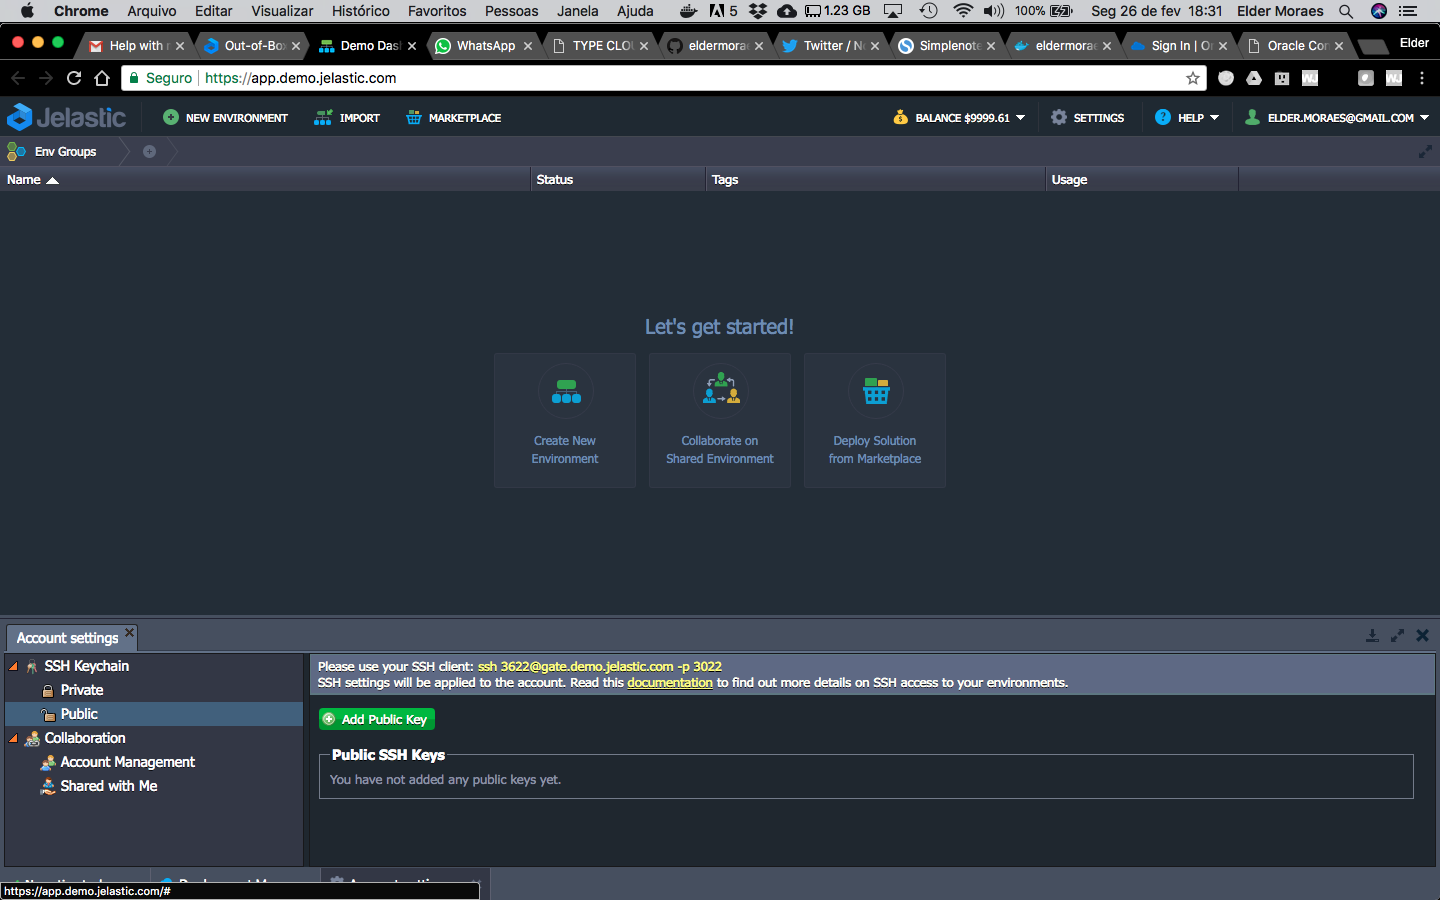 Chrome Arquivo Editar Visualizar Histórico Favoritos Pessoas Janela Ajuda 5 1.23 GB 100% Seg 26 de fev 18:31 Elder Moraes
Help with Out-of-Bo Demo Das WhatsApp TYPE CLO eldermorae Twitter / No Simplenote eldermorae Sign In | O Oracle Cor Elder
Seguro https://app.demo.jelastic.com
Jelastic NEW ENVIRONMENT IMPORT MARKETPLACE BALANCE $9999.61 SETTINGS ? HELP ELDER.MORAES@GMAIL.COM
Env Groups
Name Status Tags Usage
Let's get started!
Create New
Environment
Collaborate on
Shared Environment
Deploy Solution
from Marketplace
Account settings
SSH Keychain
Private
Public
Collaboration
Account Management
Shared with Me
Please use your SSH client: ssh 3622@gate.demo.jelastic.com -p 3022
SSH settings will be applied to the account. Read this documentation to find out more details on SSH access to your environments.
Add Public Key
Public SSH Keys
You have not added any public keys yet.
https://app.demo.jelastic.com/#